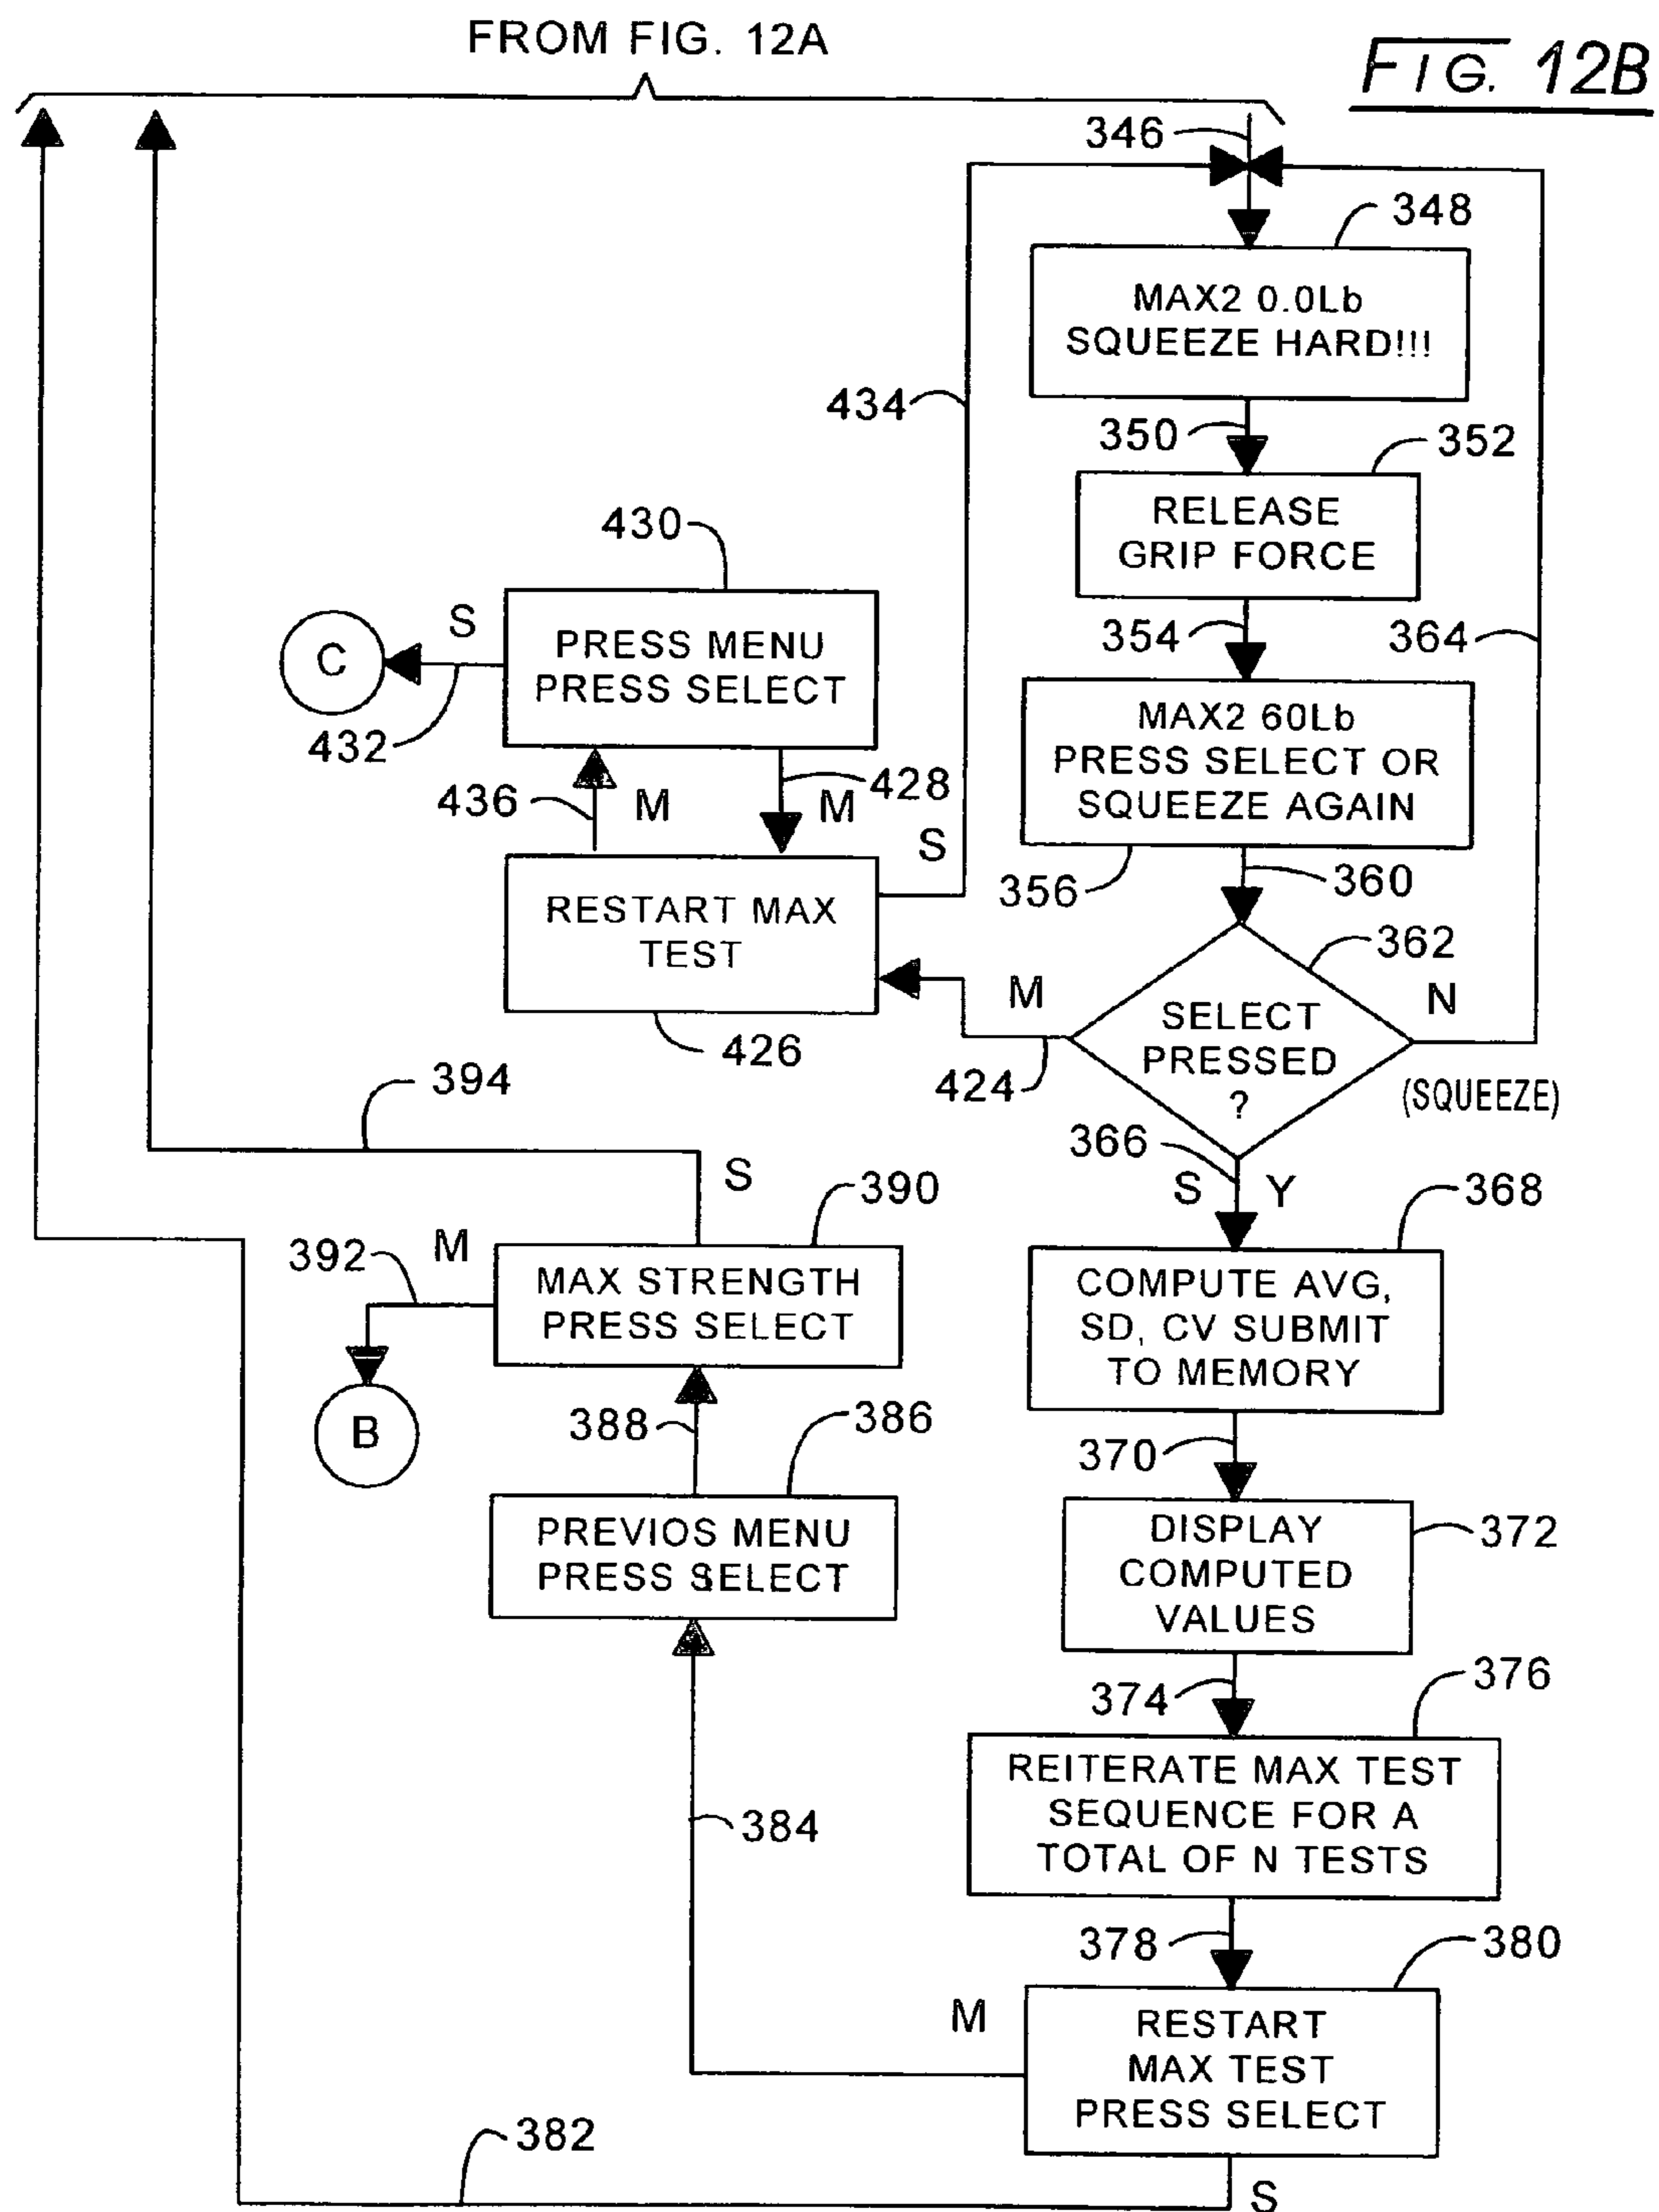 FROM FIG. 12A
FIG. 12B
346
348
MAX2 0.0Lb
SQUEEZE HARD!!!
434
350
352
RELEASE
GRIP FORCE
430
354
364
S
PRESS MENU
PRESS SELECT
C
432
MAX2 60Lb
PRESS SELECT OR
SQUEEZE AGAIN
436
M
428
M
S
356
360
RESTART MAX
TEST
362
M
N
SELECT
PRESSED
?
426
424
(SQUEEZE)
394
366
S
Y
368
S
390
392
M
MAX STRENGTH
PRESS SELECT
COMPUTE AVG,
SD, CV SUBMIT
TO MEMORY
B
388
386
370
PREVIOS MENU
PRESS SELECT
DISPLAY
COMPUTED
VALUES
372
374
376
REITERATE MAX TEST
SEQUENCE FOR A
TOTAL OF N TESTS
384
378
380
M
RESTART
MAX TEST
PRESS SELECT
382
S